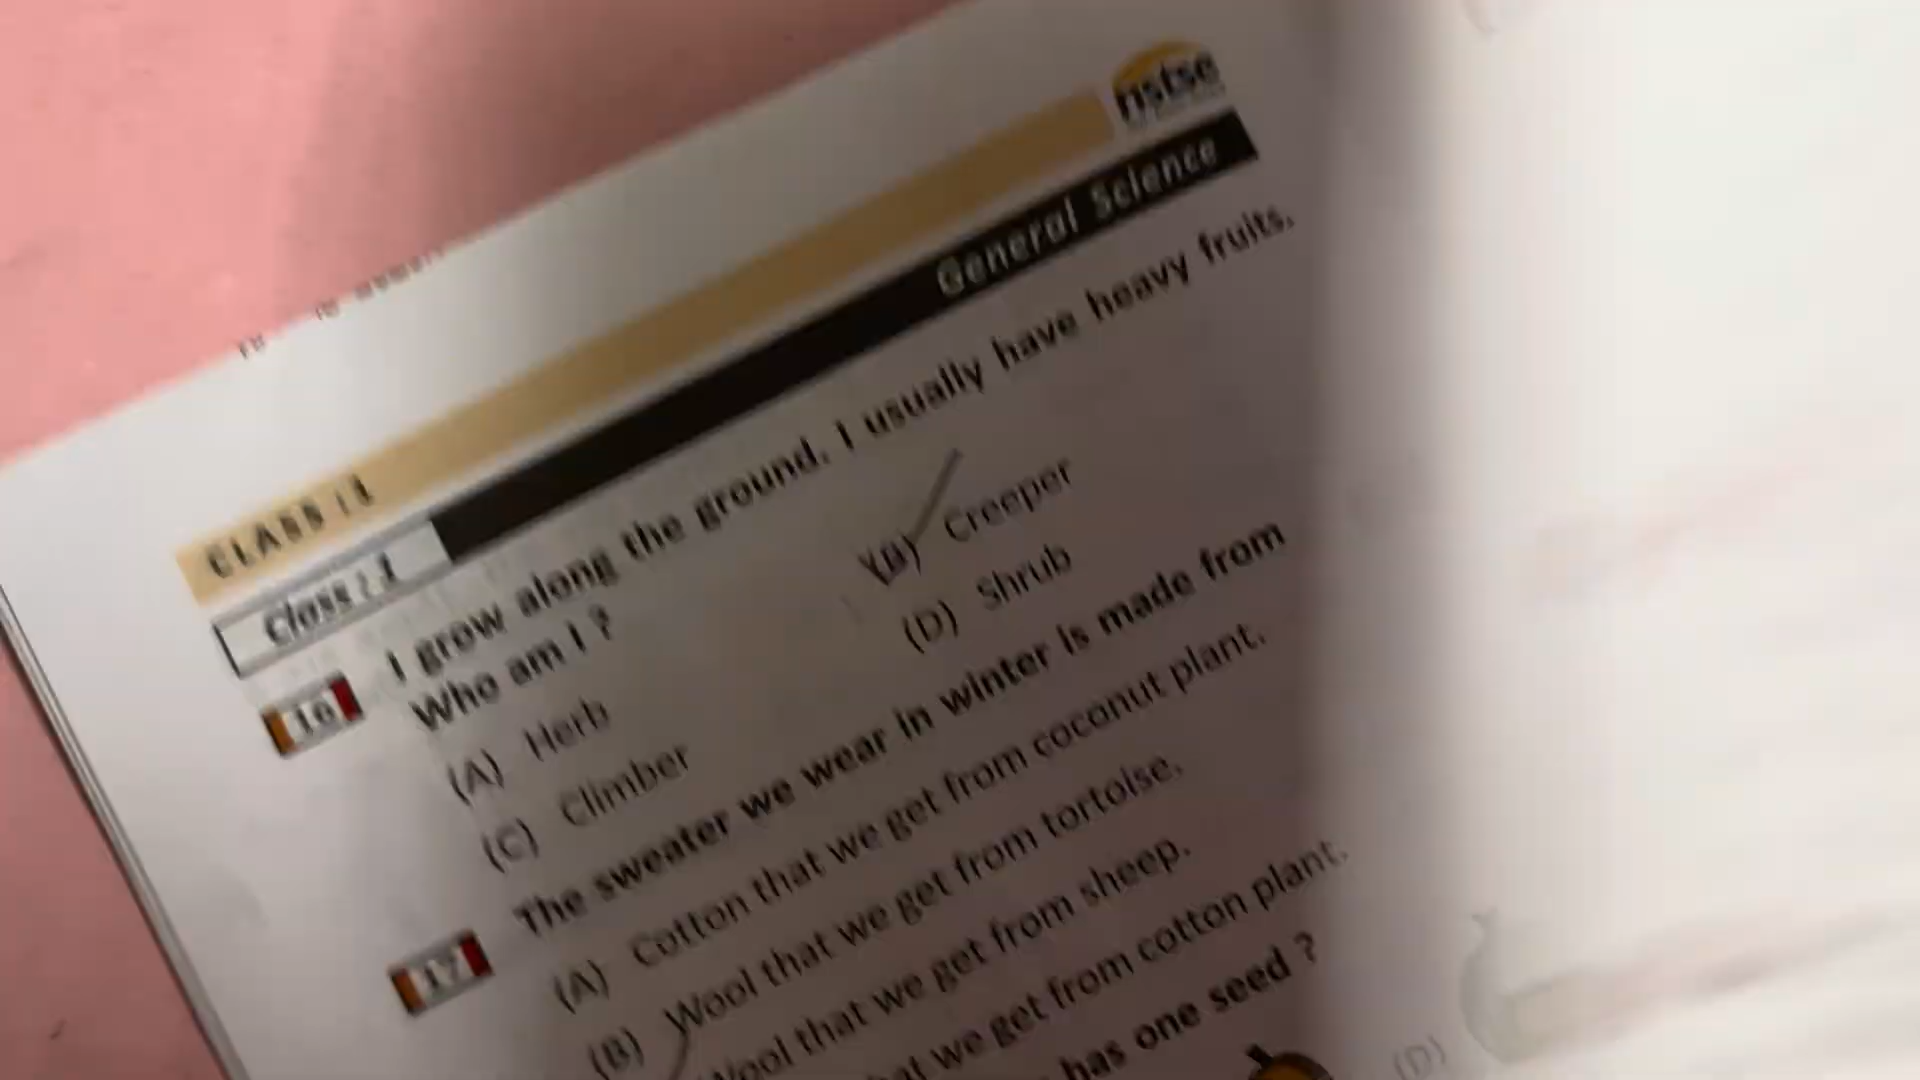 nstse
CLASS : 1
Class : 1 General Science
16 I grow along the ground. I usually have heavy fruits.
Who am I ?
(A) Herb (B) Creeper
(C) Climber (D) Shrub
17 The sweater we wear in winter is made from
(A) Cotton that we get from coconut plant.
(B) Wool that we get from tortoise.
Wool that we get from sheep.
we get from cotton plant.
has one seed ?
(D)